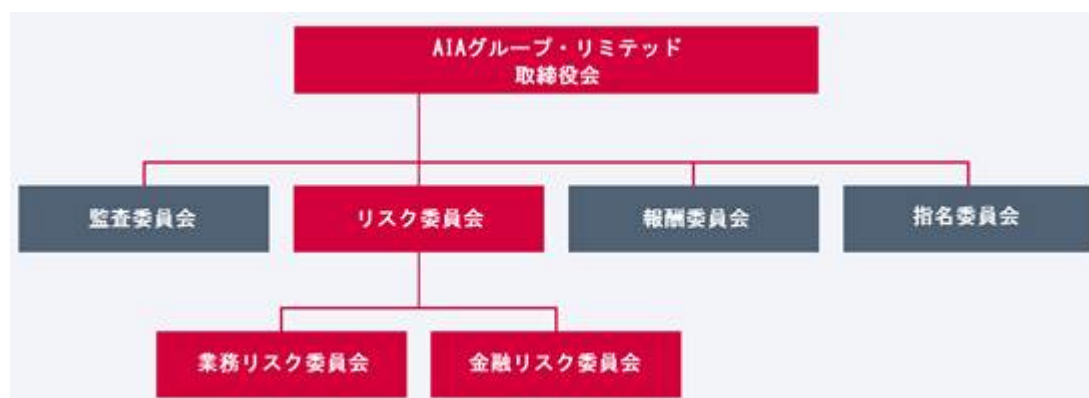 AIAグループ・リミテッド
取締役会
監査委員会
リスク委員会
報酬委員会
指名委員会
業務リスク委員会
金融リスク委員会